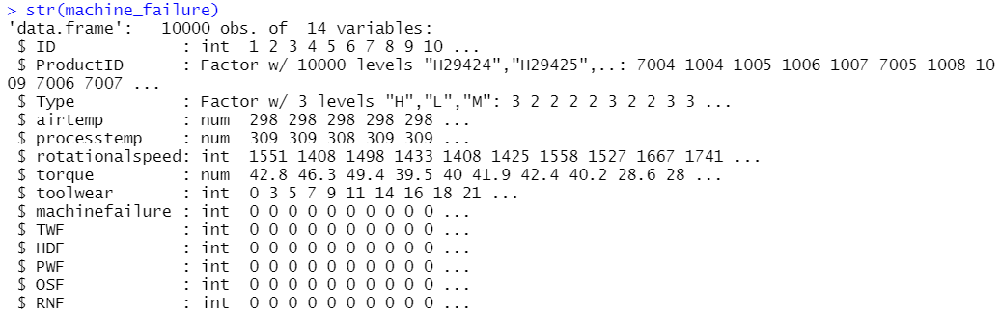 > str(machine_failure)
'data.frame':   10000 obs. of  14 variables:
 $ ID             : int  1 2 3 4 5 6 7 8 9 10 ...
 $ ProductID      : Factor w/ 10000 levels "H29424","H29425",..: 7004 1004 1005 1006 1007 7005 1008 10
09 7006 7007 ...
 $ Type           : Factor w/ 3 levels "H","L","M": 3 2 2 2 2 3 2 2 3 3 ...
 $ airtemp        : num  298 298 298 298 298 ...
 $ processtemp    : num  309 309 308 309 309 ...
 $ rotationalspeed: int  1551 1408 1498 1433 1408 1425 1558 1527 1667 1741 ...
 $ torque         : num  42.8 46.3 49.4 39.5 40 41.9 42.4 40.2 28.6 28 ...
 $ toolwear       : int  0 3 5 7 9 11 14 16 18 21 ...
 $ machinefailure : int  0 0 0 0 0 0 0 0 0 0 ...
 $ TWF            : int  0 0 0 0 0 0 0 0 0 0 ...
 $ HDF            : int  0 0 0 0 0 0 0 0 0 0 ...
 $ PWF            : int  0 0 0 0 0 0 0 0 0 0 ...
 $ OSF            : int  0 0 0 0 0 0 0 0 0 0 ...
 $ RNF            : int  0 0 0 0 0 0 0 0 0 0 ...